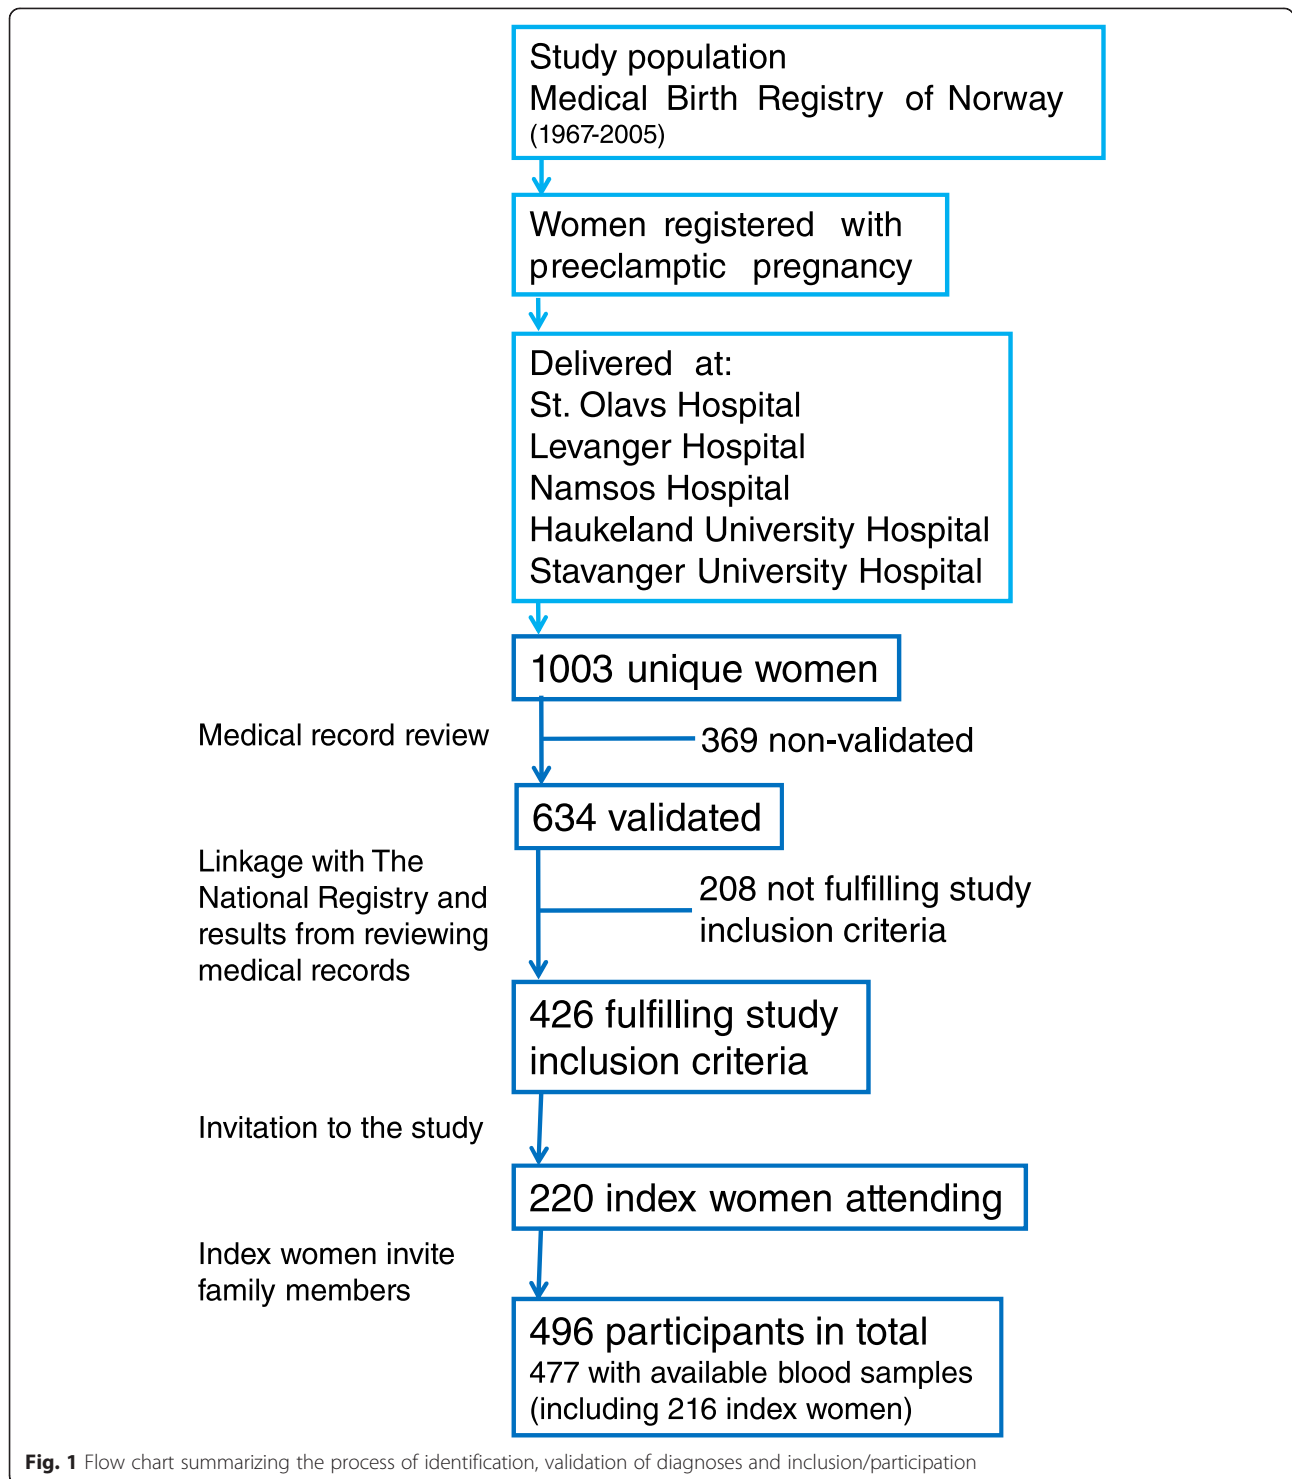 Study population
Medical Birth Registry of Norway
(1967-2005)
Women registered with
preeclamptic pregnancy
Delivered at:
St. Olavs Hospital
Levanger Hospital
Namsos Hospital
Haukeland University Hospital
Stavanger University Hospital
1003 unique women
Medical record review
369 non-validated
634 validated
Linkage with The
National Registry and
results from reviewing
medical records
208 not fulfilling study
inclusion criteria
426 fulfilling study
inclusion criteria
Invitation to the study
220 index women attending
Index women invite
family members
496 participants in total
477 with available blood samples
(including 216 index women)
Fig. 1 Flow chart summarizing the process of identification, validation of diagnoses and inclusion/participation